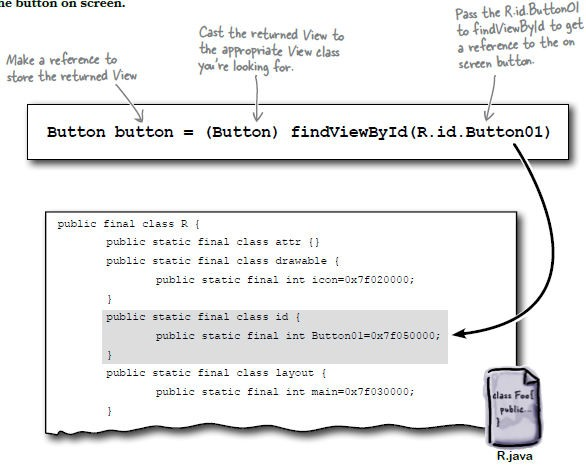 he button on screen.
Make a reference to
store the returned View
Cast the returned View to
the appropriate View class
you're looking for.
Pass the R.id.Button01
to findViewById to get
a reference to the on
screen button.
Button button = (Button) findViewById(R.id.Button01)
public final class R {
public static final class attr {}
public static final class drawable {
public static final int icon=0x7f020000;
}
public static final class id {
public static final int Button01=0x7f050000;
}
public static final class layout {
public static final int main=0x7f030000;
}
class Foo{
public...
}
R.java